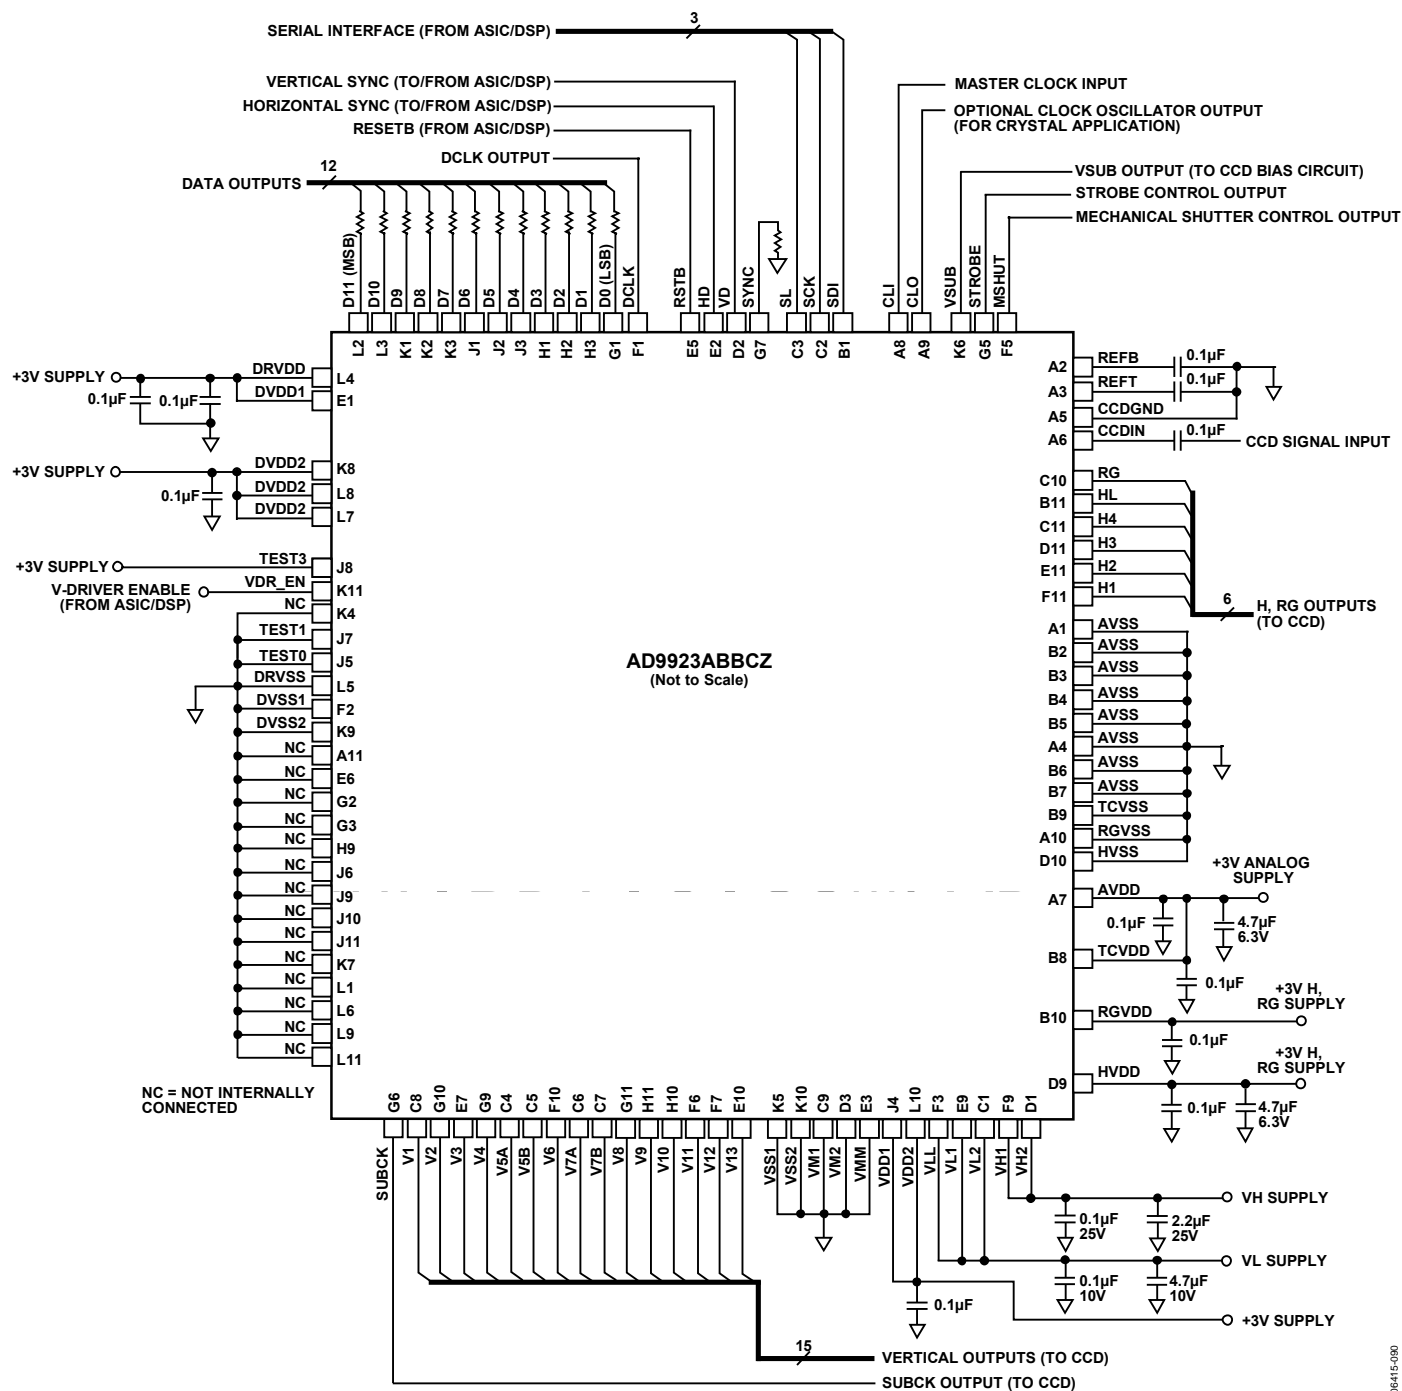 3
SERIAL INTERFACE (FROM ASIC/DSP)
VERTICAL SYNC (TO/FROM ASIC/DSP)
HORIZONTAL SYNC (TO/FROM ASIC/DSP)
RESETB (FROM ASIC/DSP)
DCLK OUTPUT
12
DATA OUTPUTS
MASTER CLOCK INPUT
OPTIONAL CLOCK OSCILLATOR OUTPUT
(FOR CRYSTAL APPLICATION)
VSUB OUTPUT (TO CCD BIAS CIRCUIT)
STROBE CONTROL OUTPUT
MECHANICAL SHUTTER CONTROL OUTPUT
D11 (MSB)
D10
D9
D8
D7
D6
D5
D4
D3
D2
D1
D0 (LSB)
DCLK
RSTB
HD
VD
SYNC
SL
SCK
SDI
CLI
CLO
VSUB
STROBE
MSHUT
L2
L3
K1
K2
K3
J1
J2
J3
H1
H2
H3
G1
F1
E5
E2
D2
G7
C3
C2
B1
A8
A9
K6
G5
F5
+3V SUPPLY
0.1µF
0.1µF
DRVDD
L4
DVDD1
E1
+3V SUPPLY
0.1µF
DVDD2
K8
DVDD2
L8
DVDD2
L7
+3V SUPPLY
TEST3
J8
V-DRIVER ENABLE
(FROM ASIC/DSP)
VDR_EN
K11
NC
K4
TEST1
J7
TEST0
J5
DRVSS
L5
DVSS1
F2
DVSS2
K9
NC
A11
NC
E6
NC
G2
NC
G3
NC
H9
NC
J6
NC
J9
NC
J10
NC
J11
NC
K7
NC
L1
NC
L6
NC
L9
NC
L11
NC = NOT INTERNALLY
CONNECTED
AD9923ABBCZ
(Not to Scale)
A2
REFB
0.1µF
A3
REFT
0.1µF
A5
CCDGND
A6
CCDIN
0.1µF
CCD SIGNAL INPUT
C10
RG
B11
HL
C11
H4
D11
H3
E11
H2
F11
H1
6
H, RG OUTPUTS
(TO CCD)
A1
AVSS
B2
AVSS
B3
AVSS
B4
AVSS
B5
AVSS
A4
AVSS
B6
AVSS
B7
AVSS
B9
TCVSS
A10
RGVSS
D10
HVSS
+3V ANALOG
SUPPLY
A7
AVDD
0.1µF
4.7µF
6.3V
B8
TCVDD
0.1µF
+3V H,
RG SUPPLY
B10
RGVDD
0.1µF
+3V H,
RG SUPPLY
D9
HVDD
0.1µF
4.7µF
6.3V
G6
C8
G10
E7
G9
C4
C5
F10
C6
C7
G11
H11
H10
F6
F7
E10
K5
K10
C9
D3
E3
J4
L10
F3
E9
C1
F9
D1
SUBCK
V1
V2
V3
V4
V5A
V5B
V6
V7A
V7B
V8
V9
V10
V11
V12
V13
VSS1
VSS2
VM1
VM2
VMM
VDD1
VDD2
VLL
VL1
VL2
VH1
VH2
VH SUPPLY
0.1µF
25V
2.2µF
25V
VL SUPPLY
0.1µF
10V
4.7µF
10V
0.1µF
+3V SUPPLY
15
VERTICAL OUTPUTS (TO CCD)
SUBCK OUTPUT (TO CCD)
06415-090